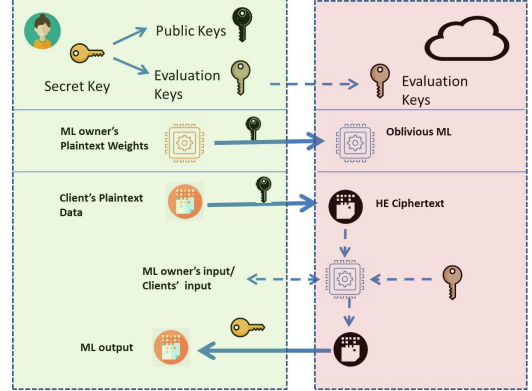 Public Keys
Secret Key
Evaluation
Keys
Evaluation
Keys
ML owner's
Plaintext Weights
Oblivious ML
Client's Plaintext
Data
HE Ciphertext
ML owner's input/
Clients' input
ML output